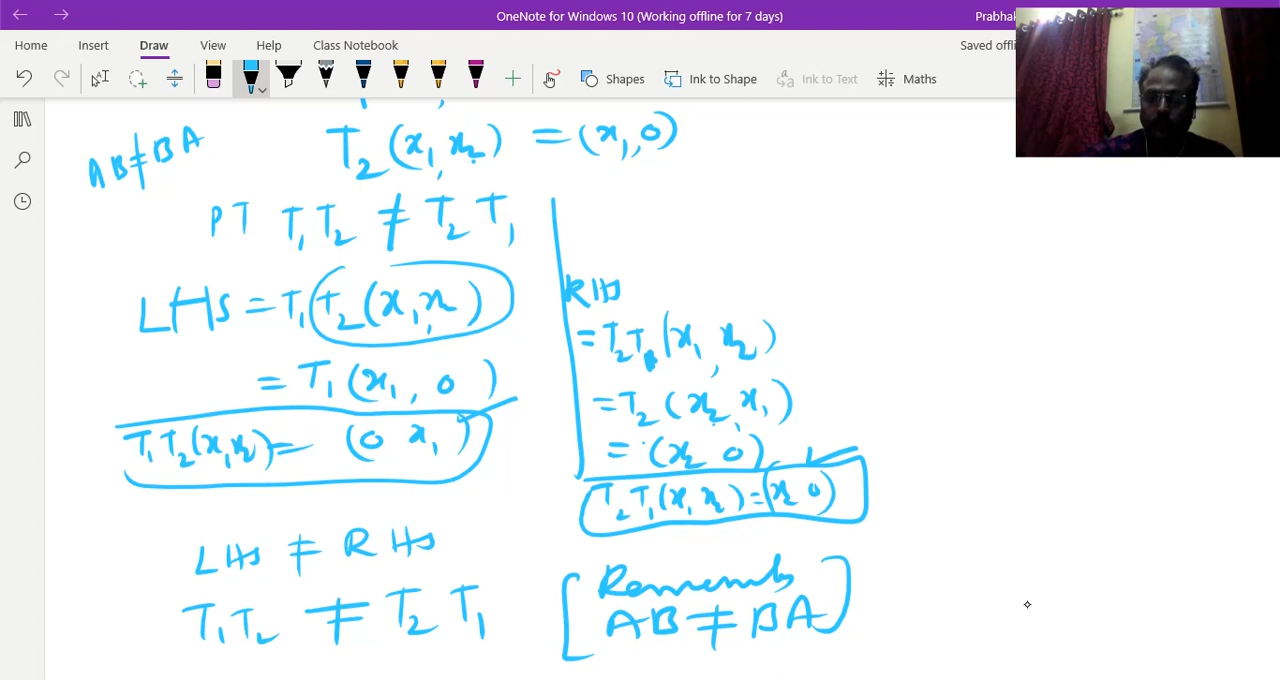 OneNote for Windows 10 (Working offline for 7 days)
Prabhak
Home Insert Draw View Help Class Notebook
Saved offli
Shapes Ink to Shape Ink to Text Maths
AB≠BA
T₂(x₁,x₂) = (x₁,0)
PT T₁T₂ ≠ T₂T₁
LHS = T₁T₂(x₁,x₂)
= T₁(x₁, 0)
T₁T₂(x₁,x₂) = (0 x₁)
RHS
= T₂T₁(x₁,x₂)
= T₂(x₂,x₁)
= (x₂ 0)
T₂T₁(x₁,x₂) = (x₂ 0)
LHS ≠ RHS
T₁T₂ ≠ T₂T₁
[Remember
AB≠BA]